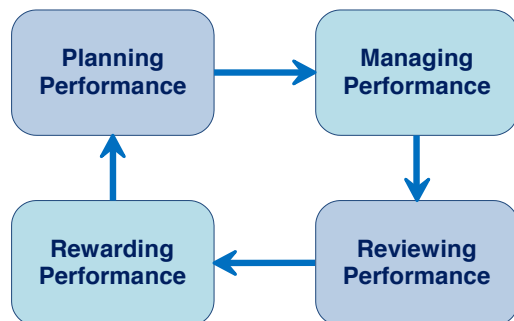 Planning
Performance
Managing
Performance
Rewarding
Performance
Reviewing
Performance